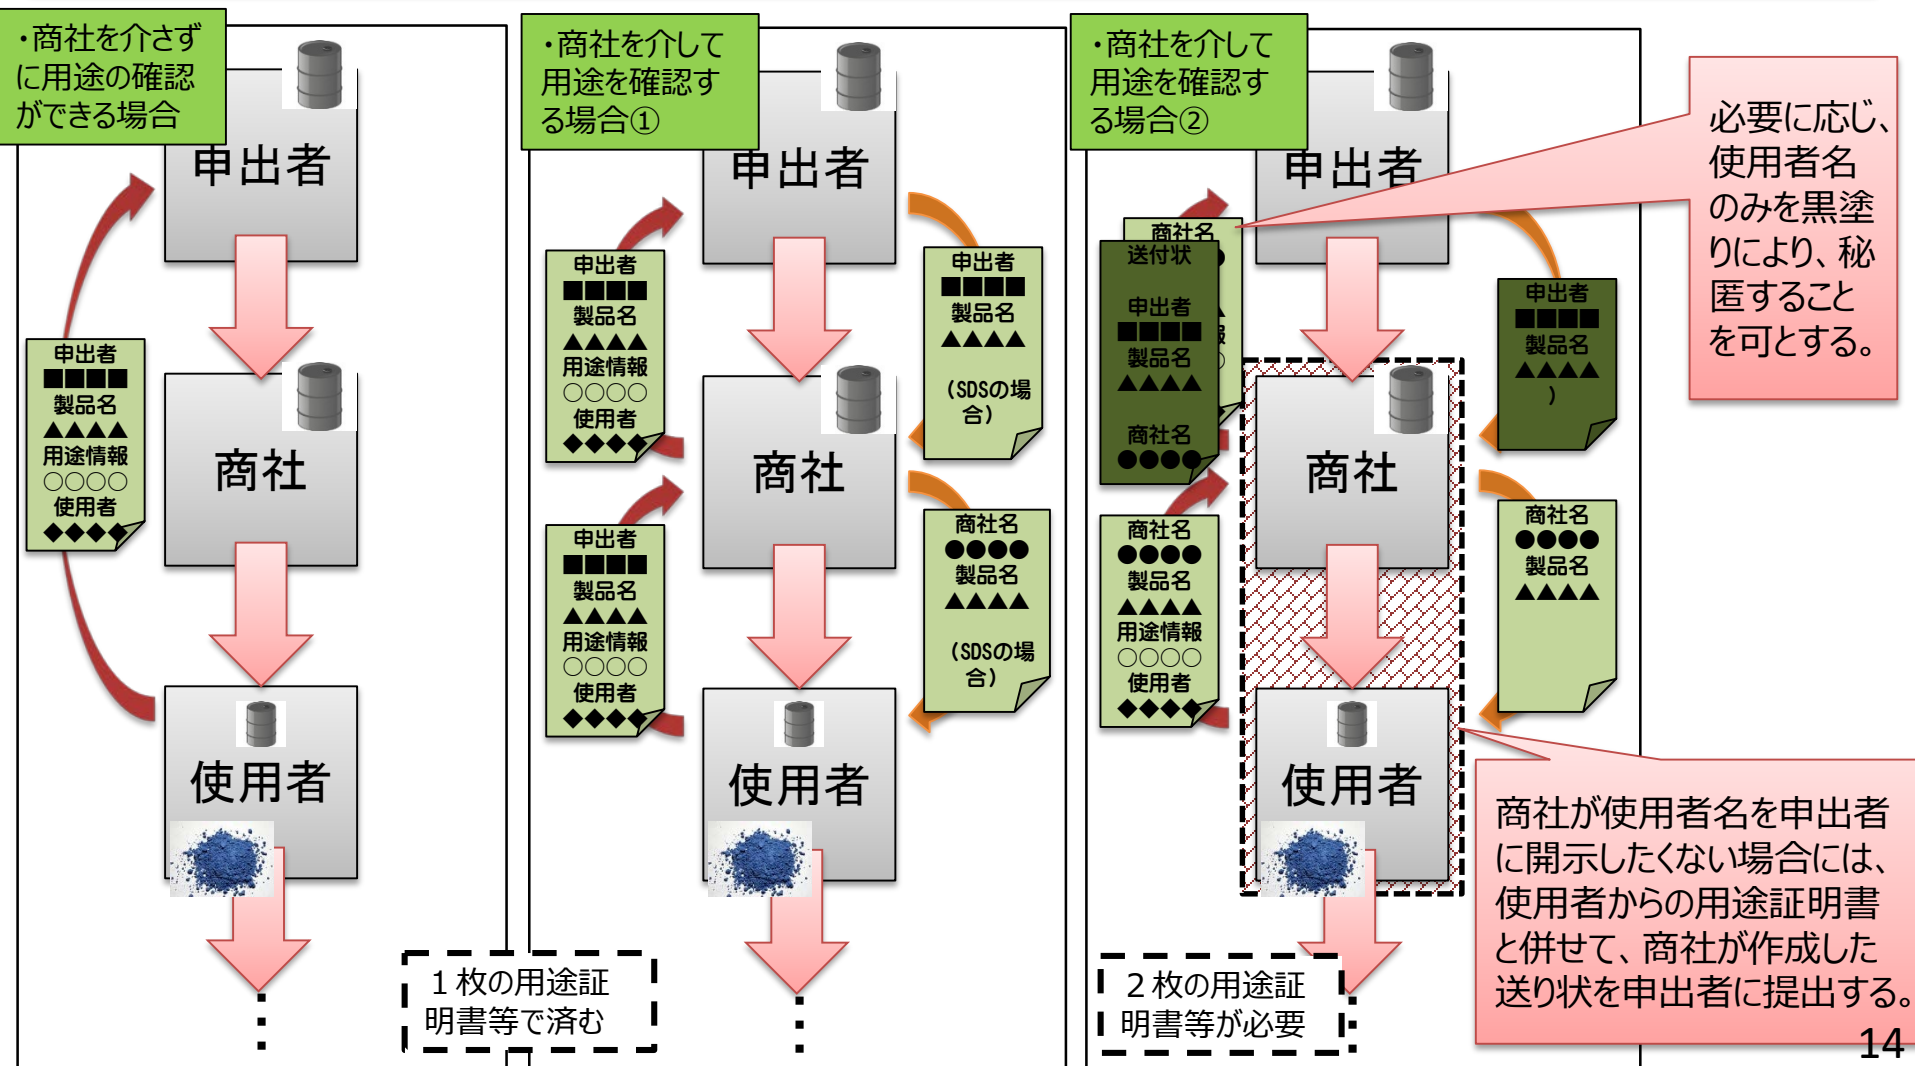 ・商社を介さず
に用途の確認
ができる場合
申出者
申出者
■■■■
製品名
▲▲▲▲
用途情報
○○○○
使用者
◆◆◆◆
商社
使用者
・商社を介して
用途を確認す
る場合①
申出者
申出者
■■■■
製品名
▲▲▲▲
用途情報
○○○○
使用者
◆◆◆◆
申出者
■■■■
製品名
▲▲▲▲
(SDSの場
合)
商社
申出者
■■■■
製品名
▲▲▲▲
用途情報
○○○○
使用者
◆◆◆◆
商社名
●●●●
製品名
▲▲▲▲
(SDSの場
合)
使用者
１枚の用途証
明書等で済む
・商社を介して
用途を確認す
る場合②
申出者
商社名
送付状
申出者
■■■■
製品名
▲▲▲▲
商社名
●●●●
申出者
■■■■
製品名
▲▲▲▲
)
商社
商社名
●●●●
製品名
▲▲▲▲
用途情報
○○○○
使用者
◆◆◆◆
商社名
●●●●
製品名
▲▲▲▲
使用者
２枚の用途証
明書等が必要
必要に応じ、
使用者名
のみを黒塗
りにより、秘
匿すること
を可とする。
商社が使用者名を申出者
に開示したくない場合には、
使用者からの用途証明書
と併せて、商社が作成した
送り状を申出者に提出する。
14